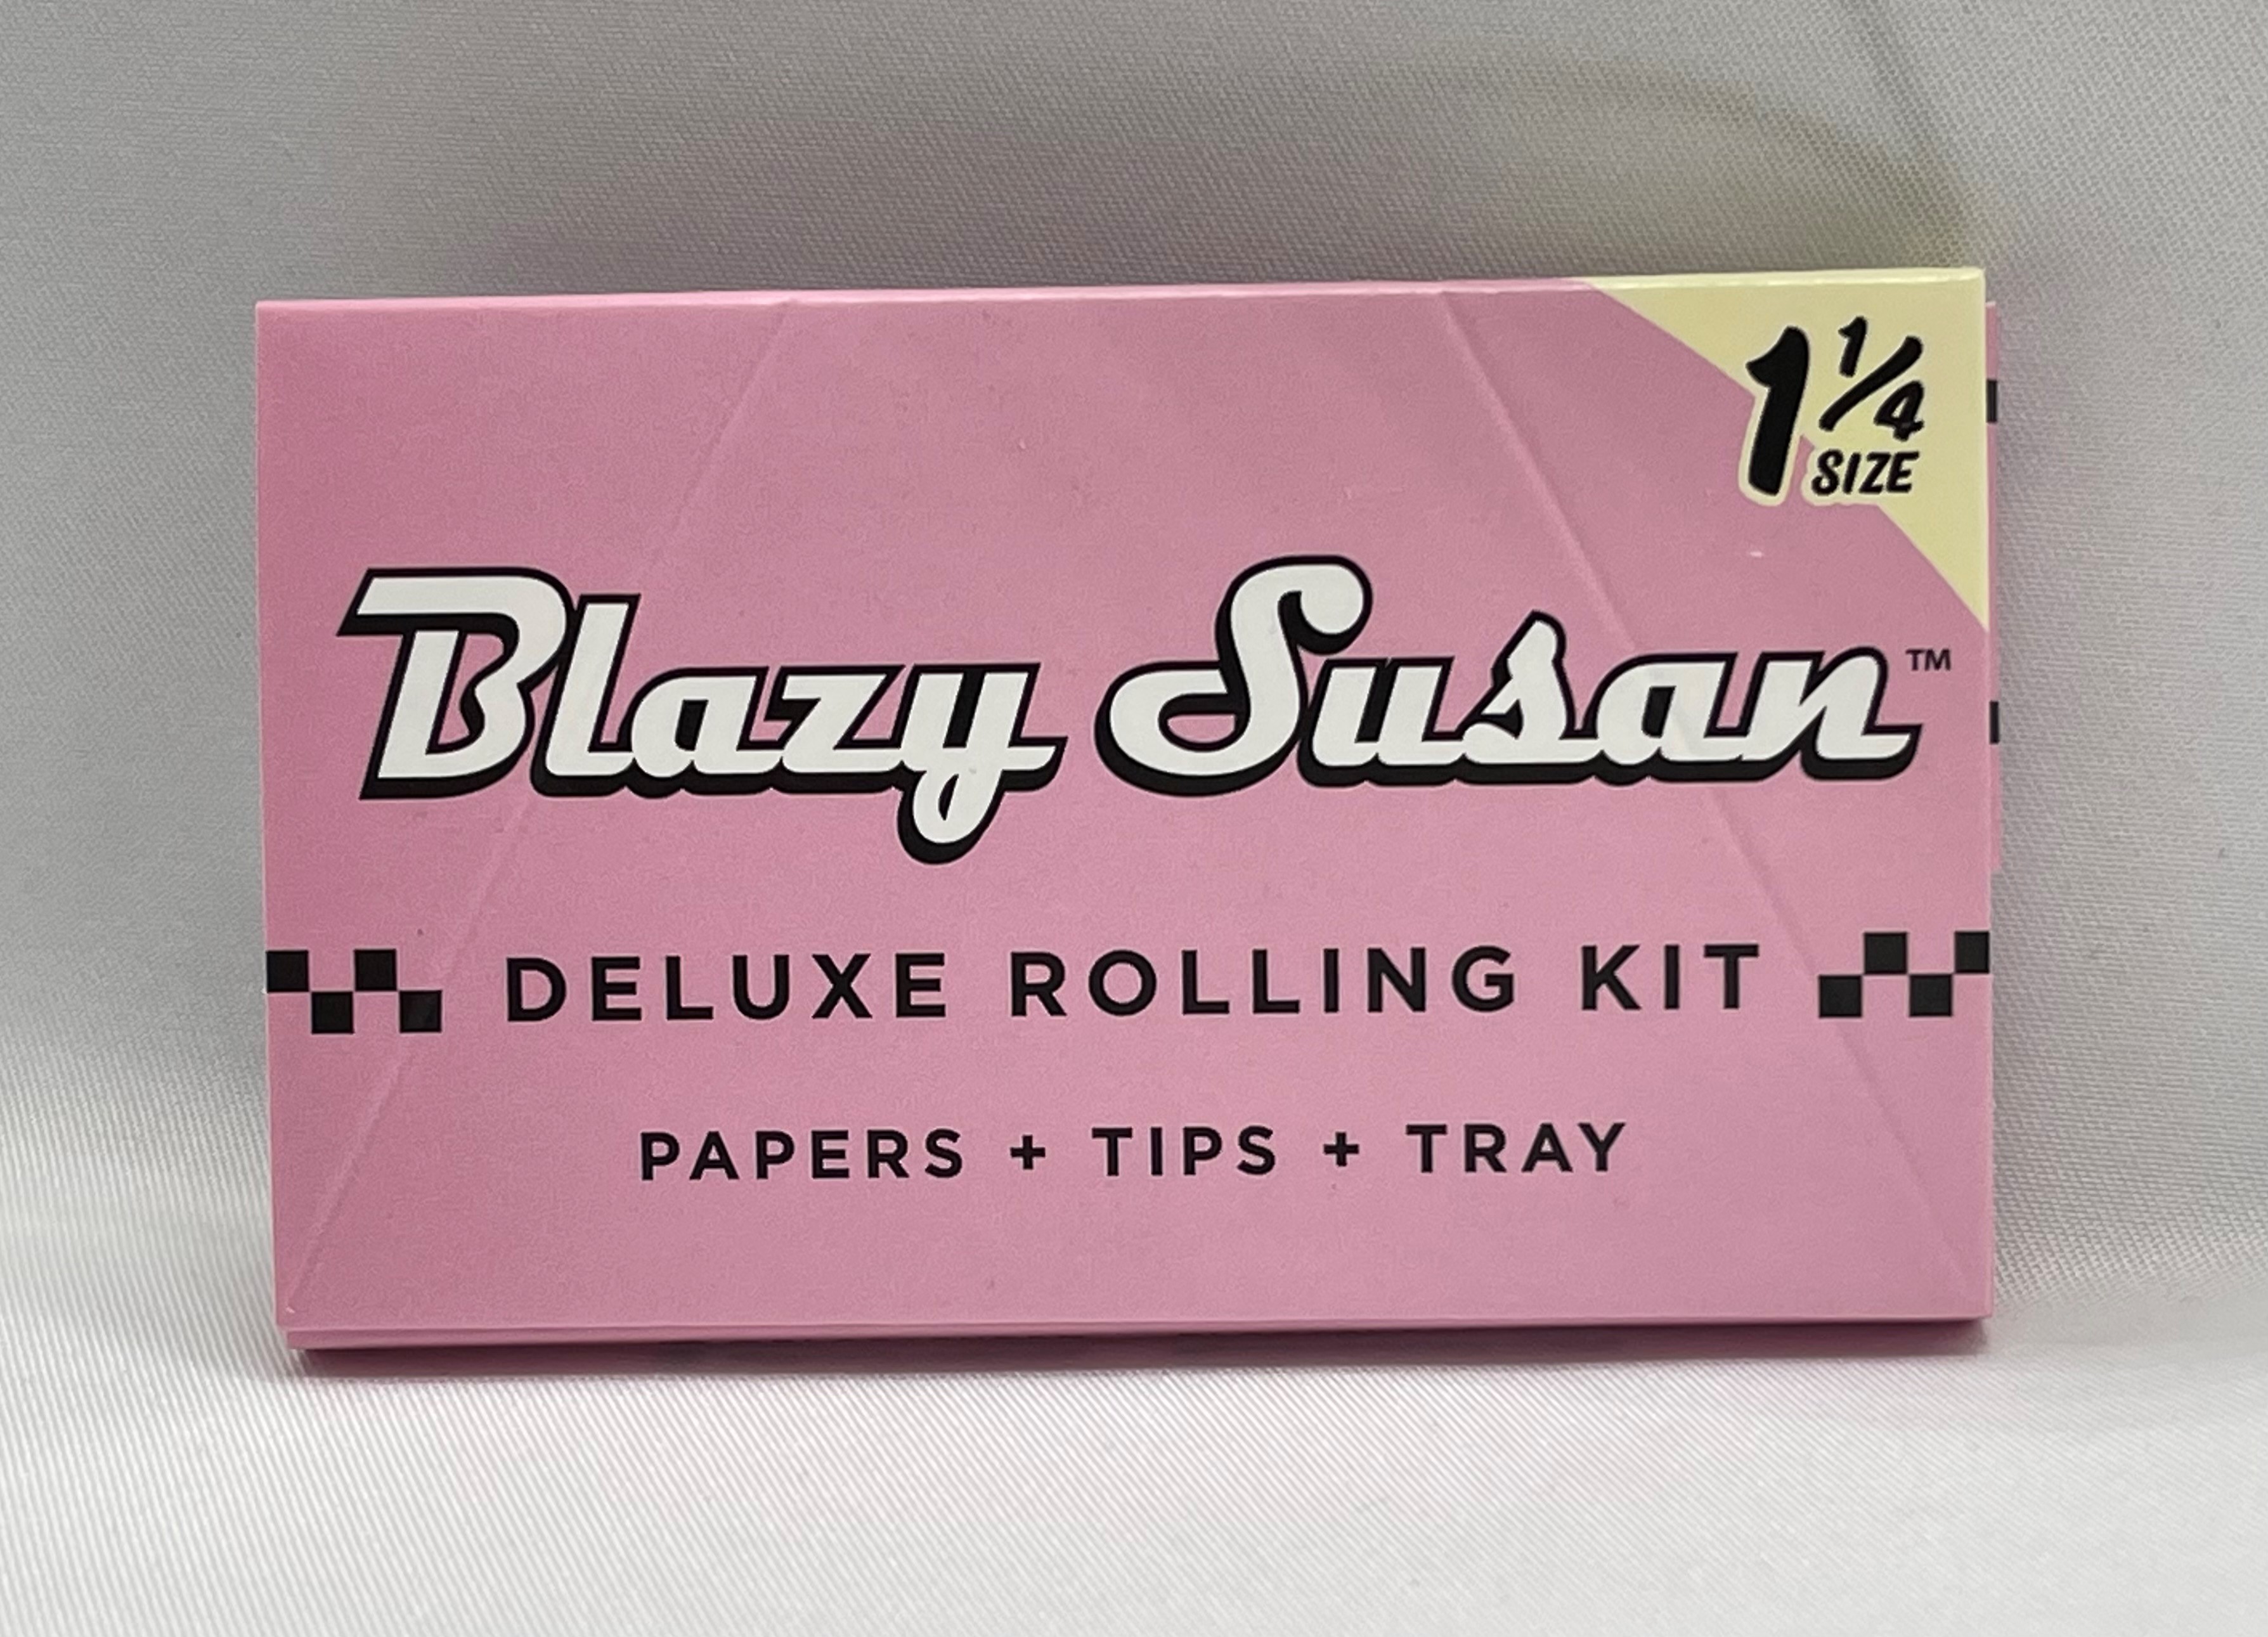 1 1/4
SIZE
Blazy Susan™
DELUXE ROLLING KIT
PAPERS + TIPS + TRAY